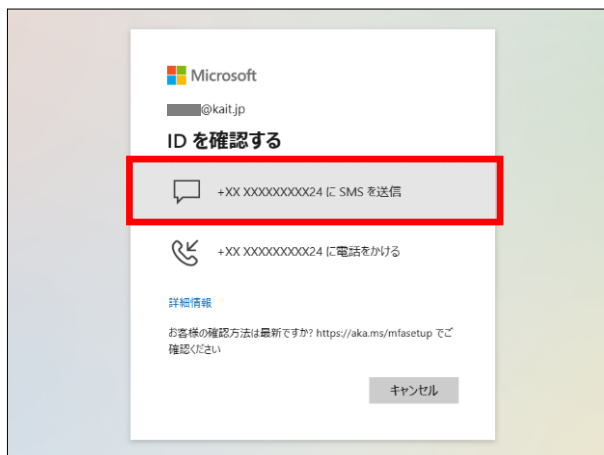 Microsoft
@kait.jp
ID を確認する
+XX XXXXXXXXX24 に SMS を送信
+XX XXXXXXXXX24 に電話をかける
詳細情報
お客様の確認方法は最新ですか? https://aka.ms/mfasetup でご
確認ください
キャンセル